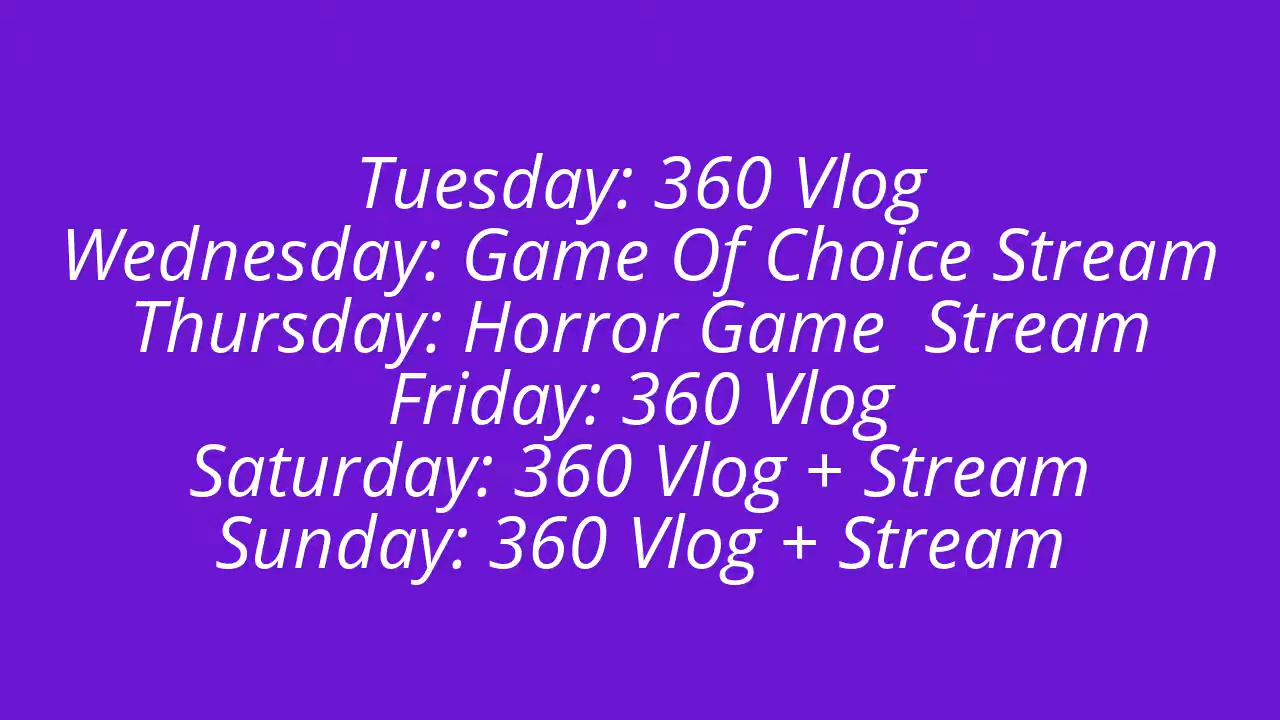 Tuesday: 360 Vlog
Wednesday: Game Of Choice Stream
Thursday: Horror Game  Stream
Friday: 360 Vlog
Saturday: 360 Vlog + Stream
Sunday: 360 Vlog + Stream